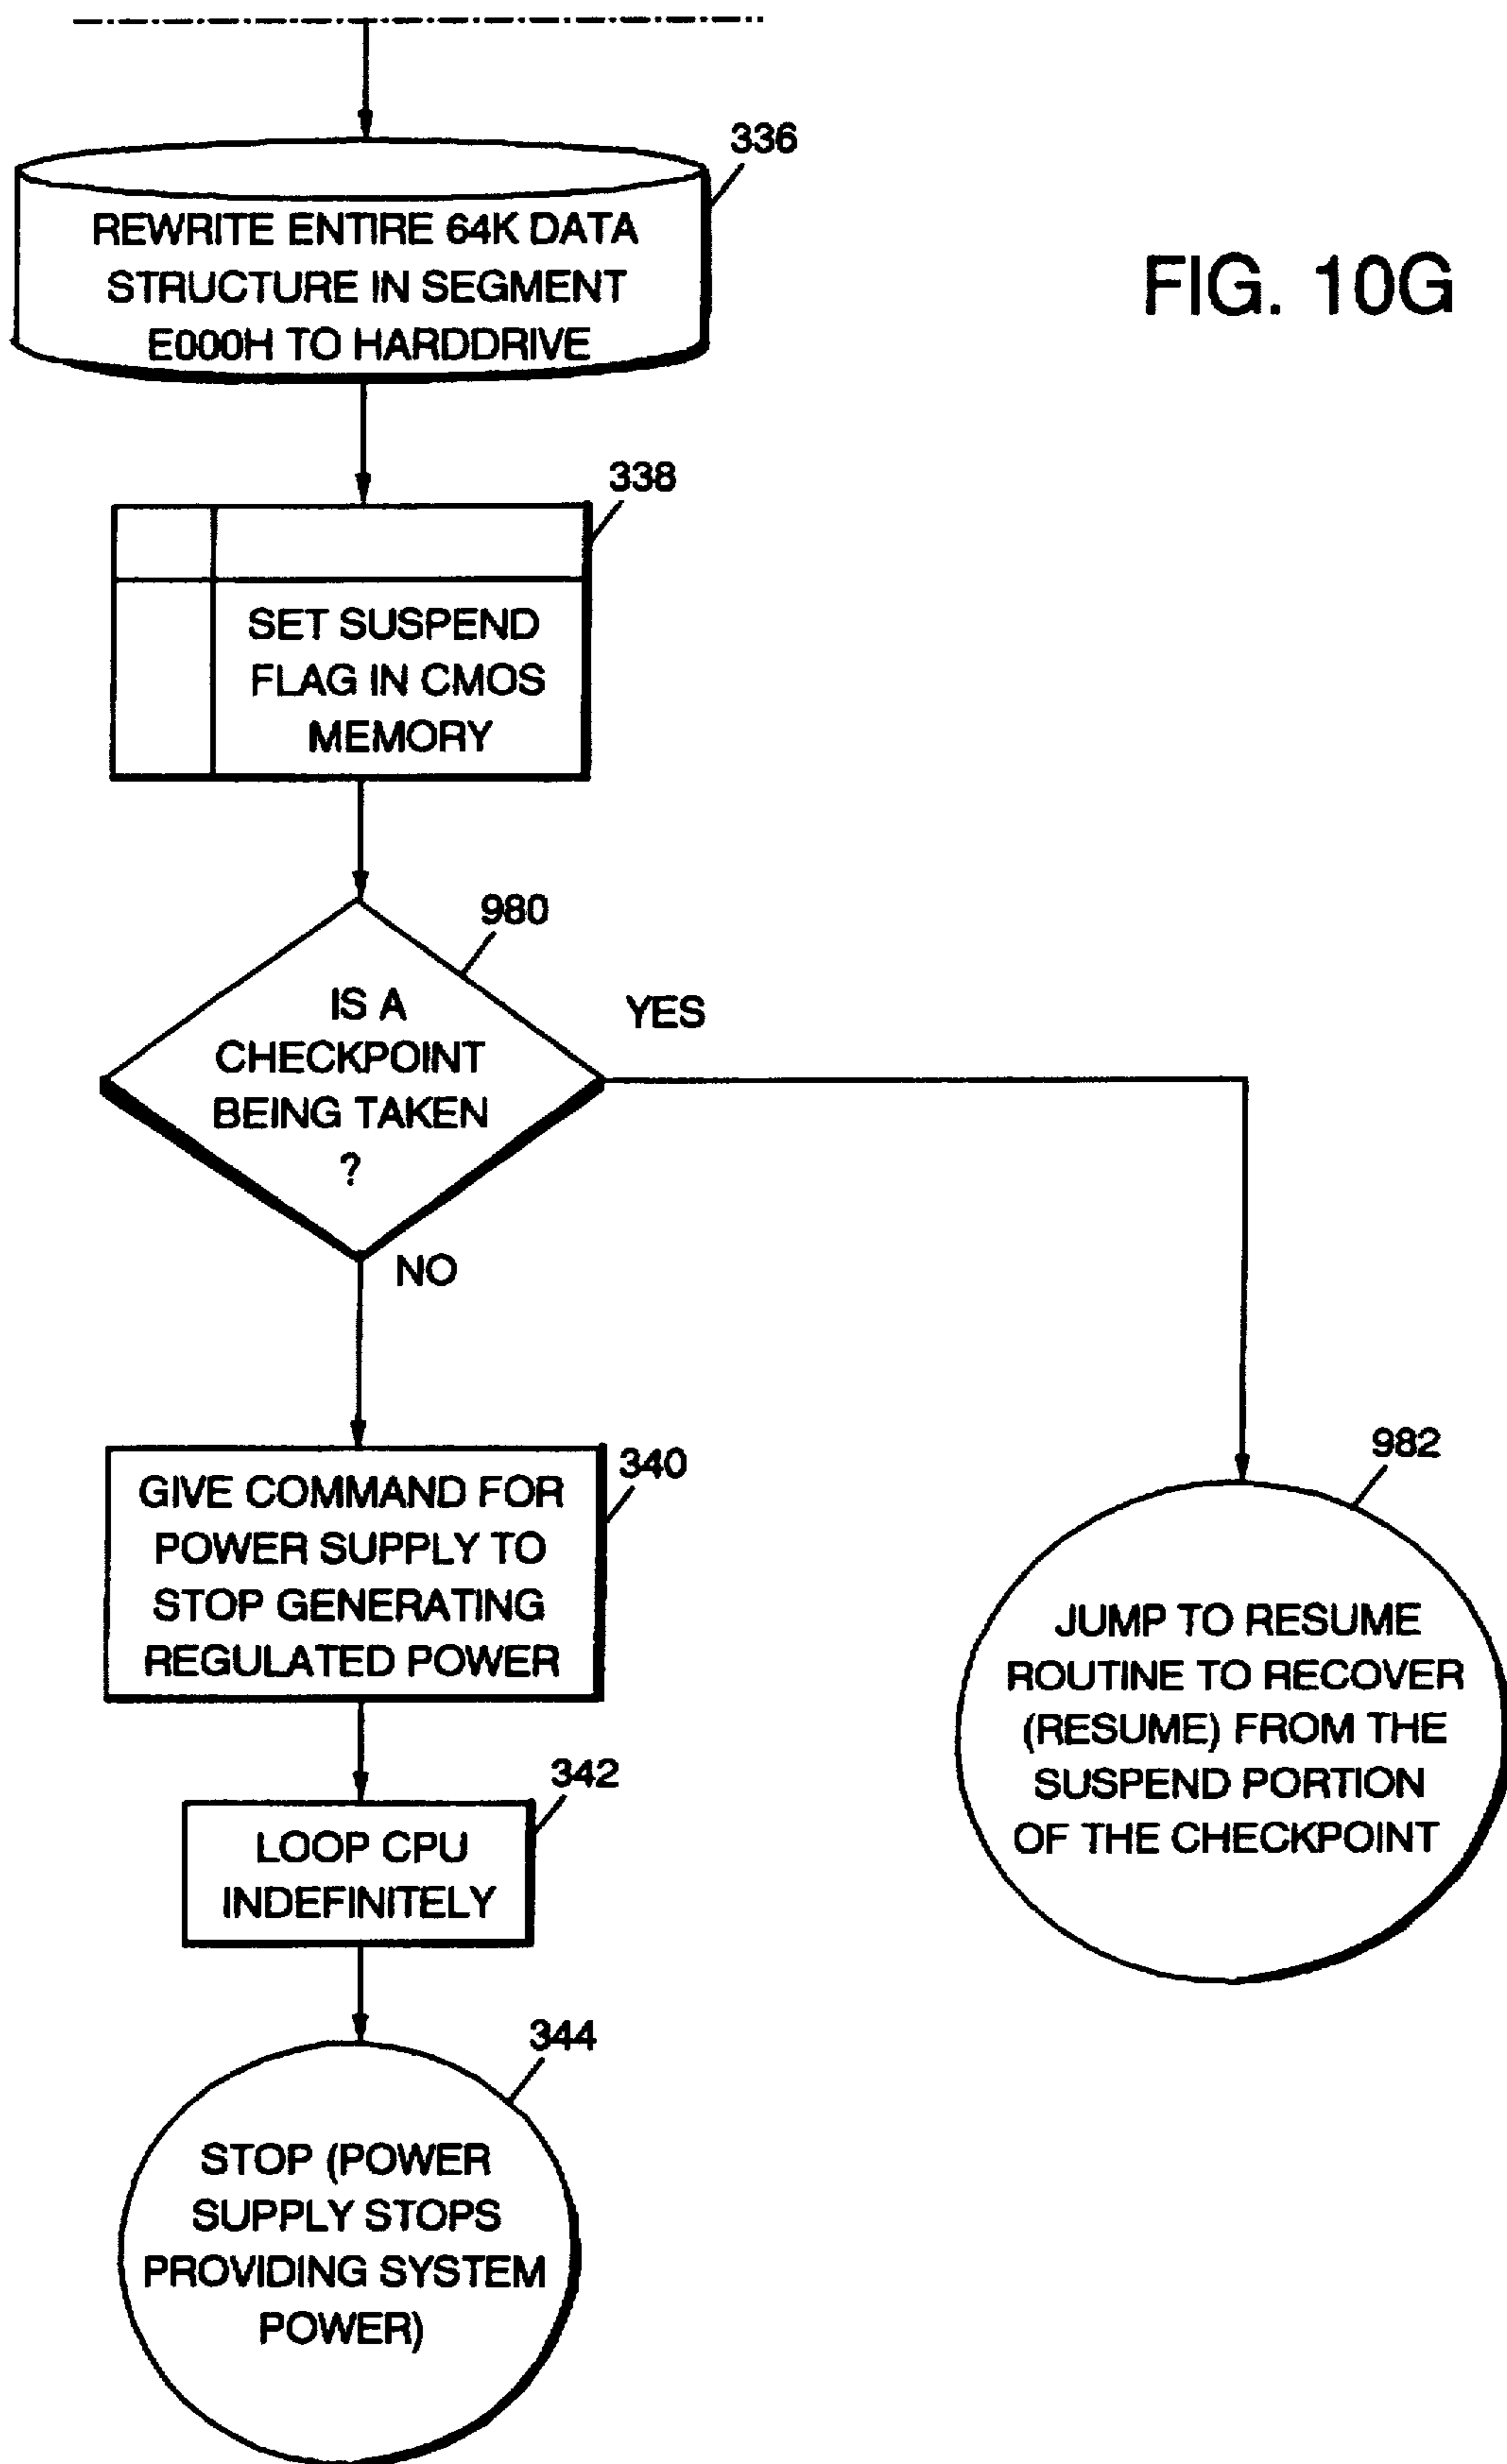 336
REWRITE ENTIRE 64K DATA
STRUCTURE IN SEGMENT
E000H TO HARDDRIVE
FIG. 10G
338
SET SUSPEND
FLAG IN CMOS
MEMORY
980
IS A
CHECKPOINT
BEING TAKEN
?
YES
NO
340
GIVE COMMAND FOR
POWER SUPPLY TO
STOP GENERATING
REGULATED POWER
982
JUMP TO RESUME
ROUTINE TO RECOVER
(RESUME) FROM THE
SUSPEND PORTION
OF THE CHECKPOINT
342
LOOP CPU
INDEFINITELY
344
STOP (POWER
SUPPLY STOPS
PROVIDING SYSTEM
POWER)